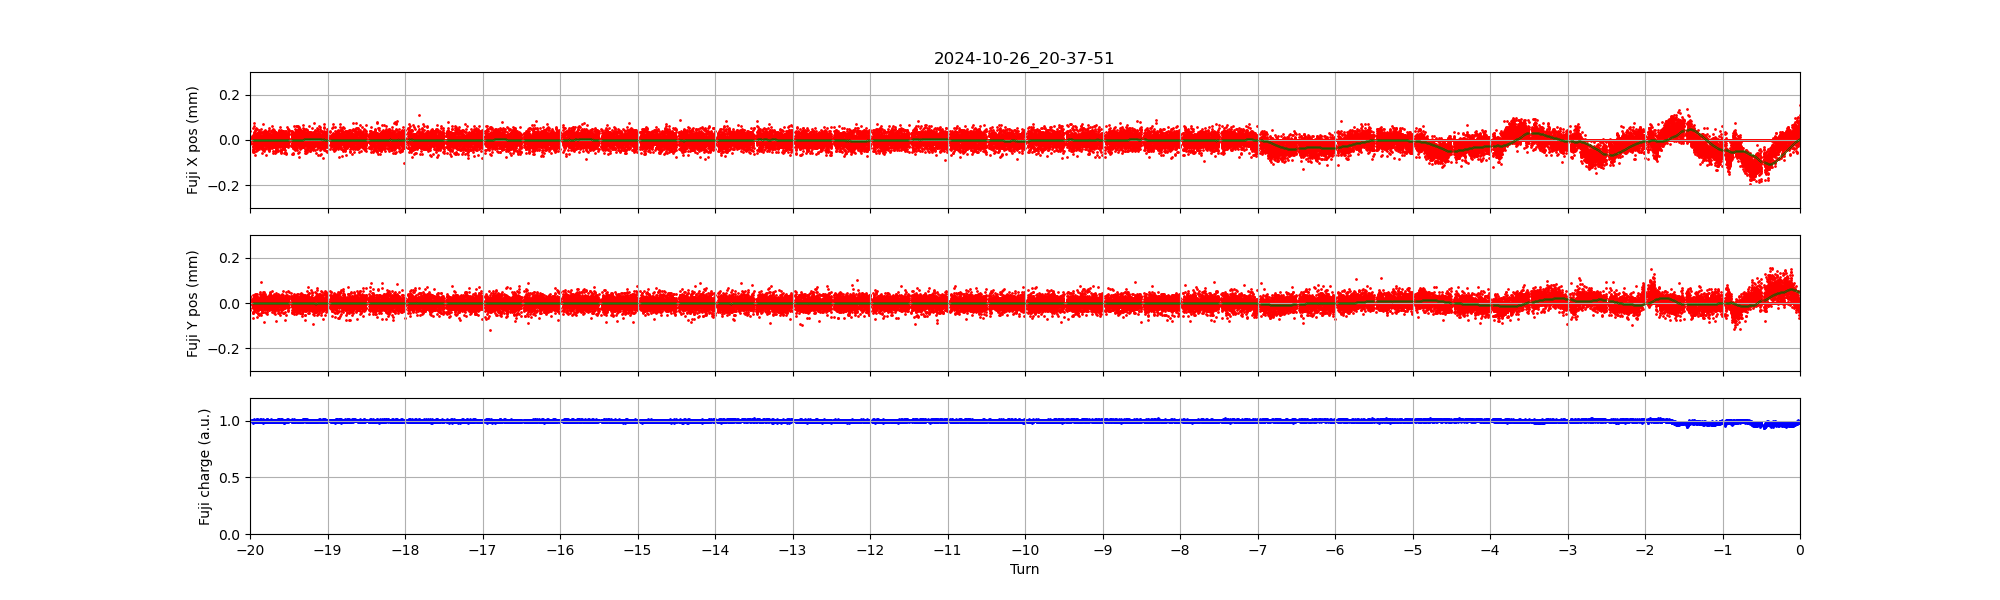 2024-10-26_20-37-51
Fuji X pos (mm)
0.2
0.0
−0.2
Fuji Y pos (mm)
0.2
0.0
−0.2
Fuji charge (a.u.)
1.0
0.5
0.0
−20 −19 −18 −17 −16 −15 −14 −13 −12 −11 −10 −9 −8 −7 −6 −5 −4 −3 −2 −1 0
Turn